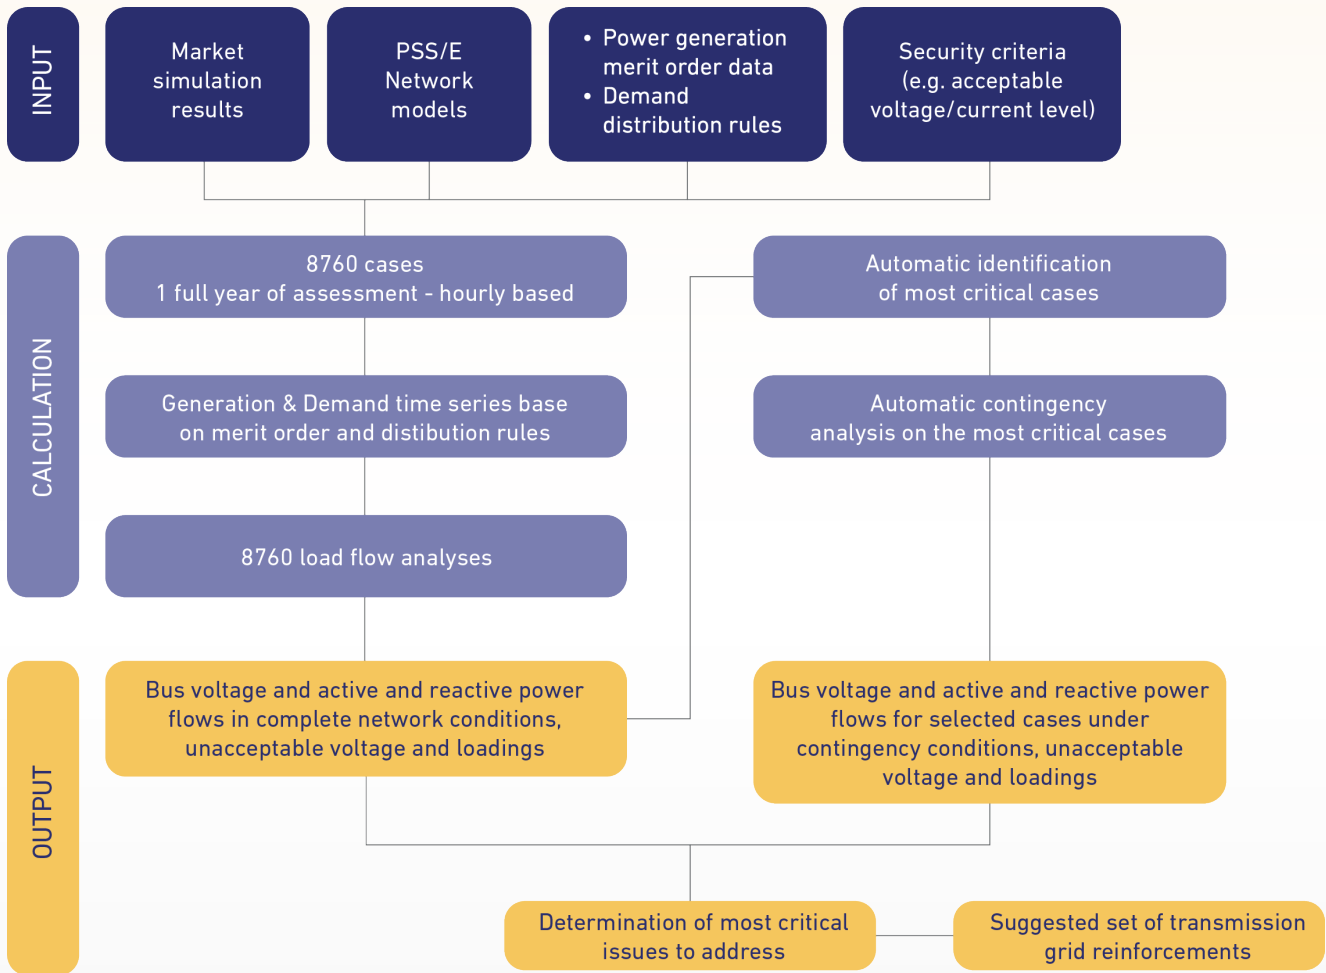 INPUT
Market
simulation
results
PSS/E
Network
models
• Power generation
merit order data
• Demand
distribution rules
Security criteria
(e.g. acceptable
voltage/current level)
CALCULATION
8760 cases
1 full year of assessment - hourly based
Generation & Demand time series base
on merit order and distibution rules
8760 load flow analyses
Automatic identification
of most critical cases
Automatic contingency
analysis on the most critical cases
OUTPUT
Bus voltage and active and reactive power
flows in complete network conditions,
unacceptable voltage and loadings
Bus voltage and active and reactive power
flows for selected cases under
contingency conditions, unacceptable
voltage and loadings
Determination of most critical
issues to address
Suggested set of transmission
grid reinforcements